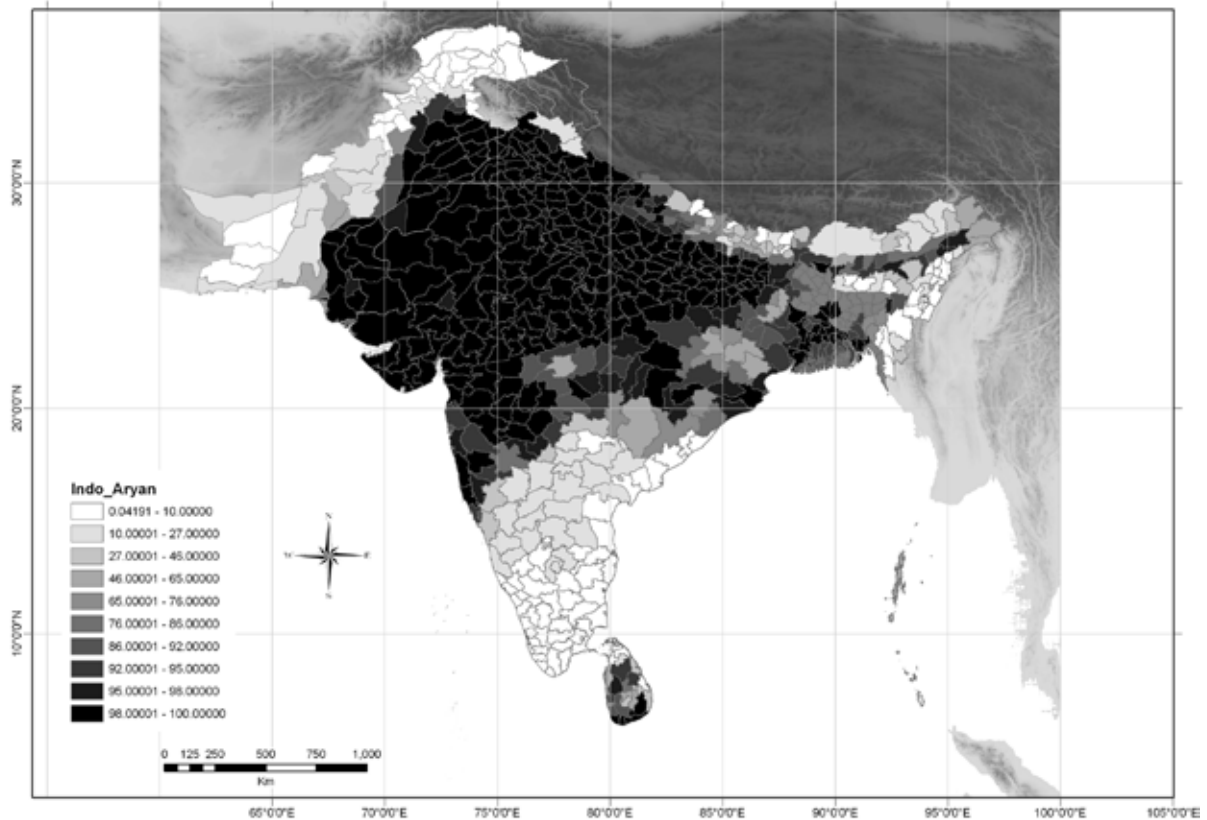 30°0'0"N
20°0'0"N
10°0'0"N
Indo_Aryan
0.04191 - 10.00000
10.00001 - 27.00000
27.00001 - 46.00000
46.00001 - 65.00000
65.00001 - 76.00000
76.00001 - 86.00000
86.00001 - 92.00000
92.00001 - 95.00000
95.00001 - 98.00000
98.00001 - 100.00000
N
W E
S
0 125 250 500 750 1,000
Km
65°0'0"E 70°0'0"E 75°0'0"E 80°0'0"E 85°0'0"E 90°0'0"E 95°0'0"E 100°0'0"E 105°0'0"E